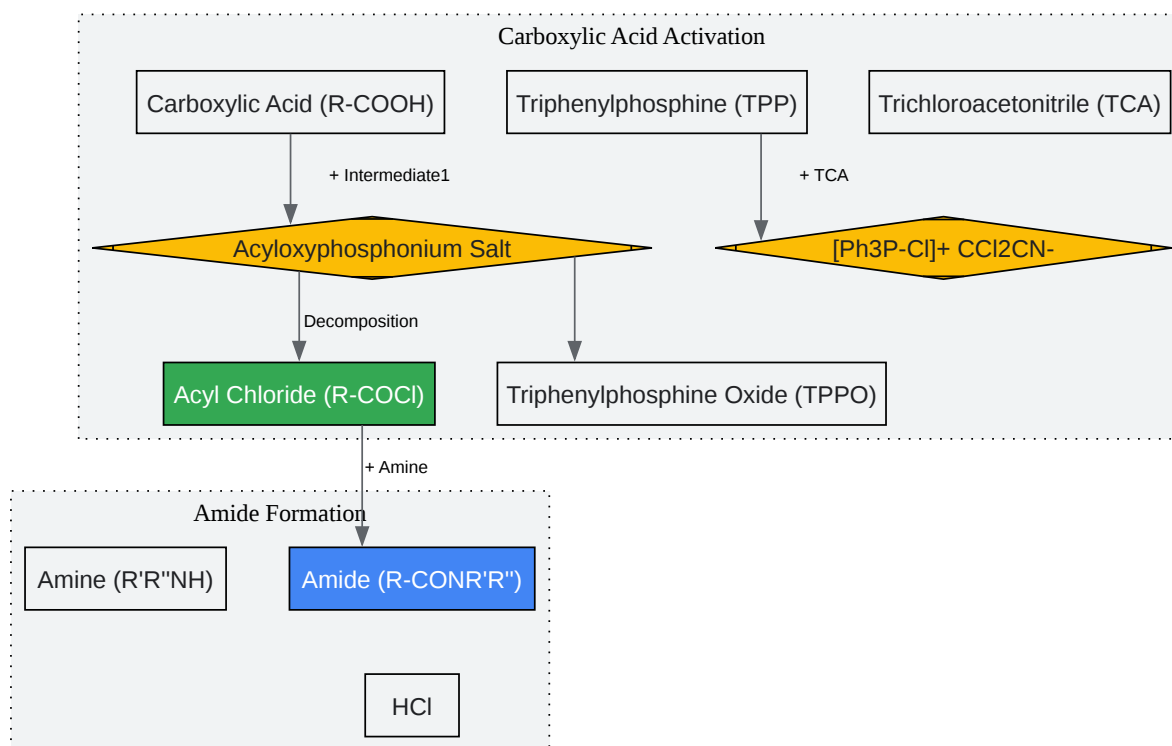 Carboxylic Acid Activation
Carboxylic Acid (R-COOH)
Triphenylphosphine (TPP)
Trichloroacetonitrile (TCA)
+ Intermediate1
+ TCA
Acyloxyphosphonium Salt
[Ph3P-Cl]+ CCl2CN-
Decomposition
Acyl Chloride (R-COCl)
Triphenylphosphine Oxide (TPPO)
+ Amine
Amide Formation
Amine (R'R"NH)
Amide (R-CONR'R")
HCl